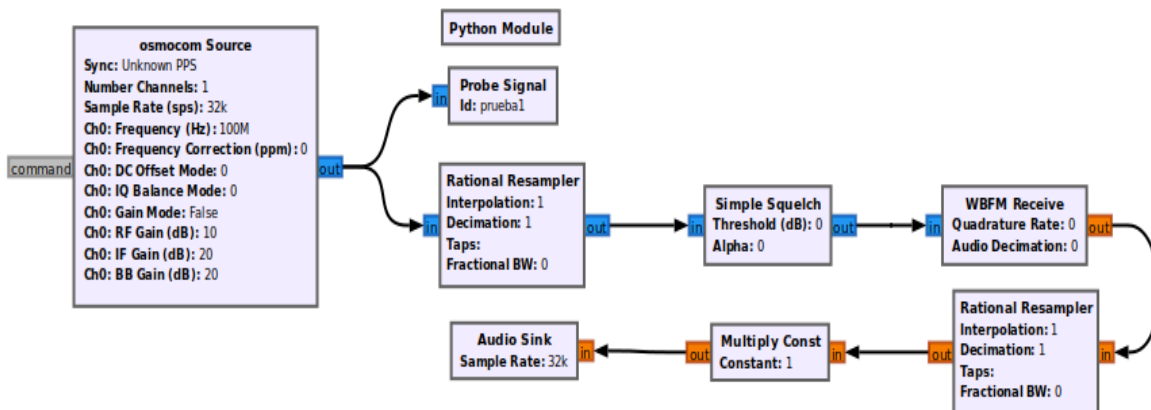 osmocom Source
Sync: Unknown PPS
Number Channels: 1
Sample Rate (sps): 32k
Ch0: Frequency (Hz): 100M
Ch0: Frequency Correction (ppm): 0
Ch0: DC Offset Mode: 0
Ch0: IQ Balance Mode: 0
Ch0: Gain Mode: False
Ch0: RF Gain (dB): 10
Ch0: IF Gain (dB): 20
Ch0: BB Gain (dB): 20
command
out
Python Module
in
Probe Signal
Id: prueba1
in
Rational Resampler
Interpolation: 1
Decimation: 1
Taps:
Fractional BW: 0
out
in
Simple Squelch
Threshold (dB): 0
Alpha: 0
out
in
WBFM Receive
Quadrature Rate: 0
Audio Decimation: 0
out
Rational Resampler
Interpolation: 1
Decimation: 1
Taps:
Fractional BW: 0
in
out
Multiply Const
Constant: 1
in
out
Audio Sink
Sample Rate: 32k
in